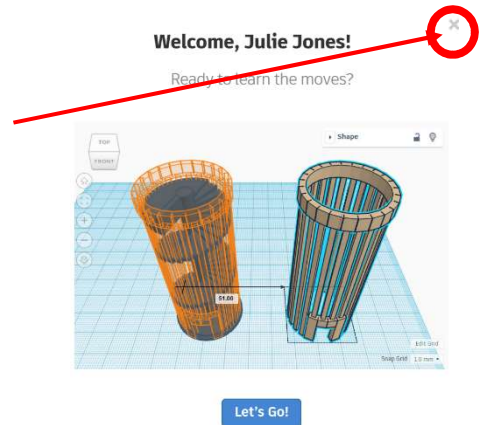 Welcome, Julie Jones!
Ready to learn the moves?
TOP
FRONT
Shape
51.00
Edit Grid
Snap Grid 1.0 mm
Let's Go!